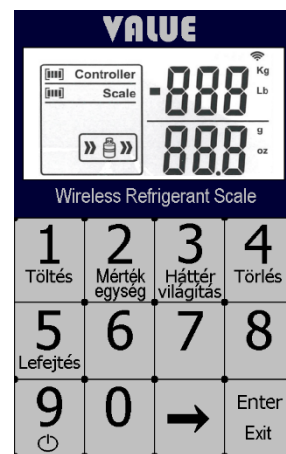 VALUE
Controller
Scale
-888 Kg
Lb
88.8 g
oz
Wireless Refrigerant Scale
1 2 3 4
Töltés Mérték egység Háttér világítás Törlés
5 6 7 8
Lefejtés
9 0 → Enter
Exit